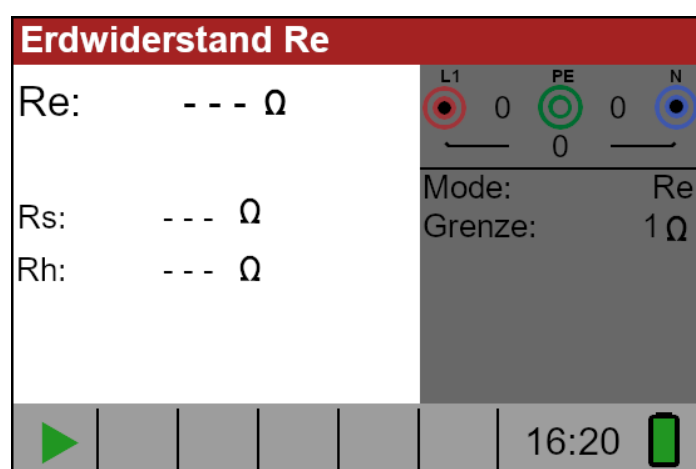 Erdwiderstand Re
Re: - - - Ω
Rs: - - - Ω
Rh: - - - Ω
L1 PE N
0 0
0
Mode: Re
Grenze: 1 Ω
16:20